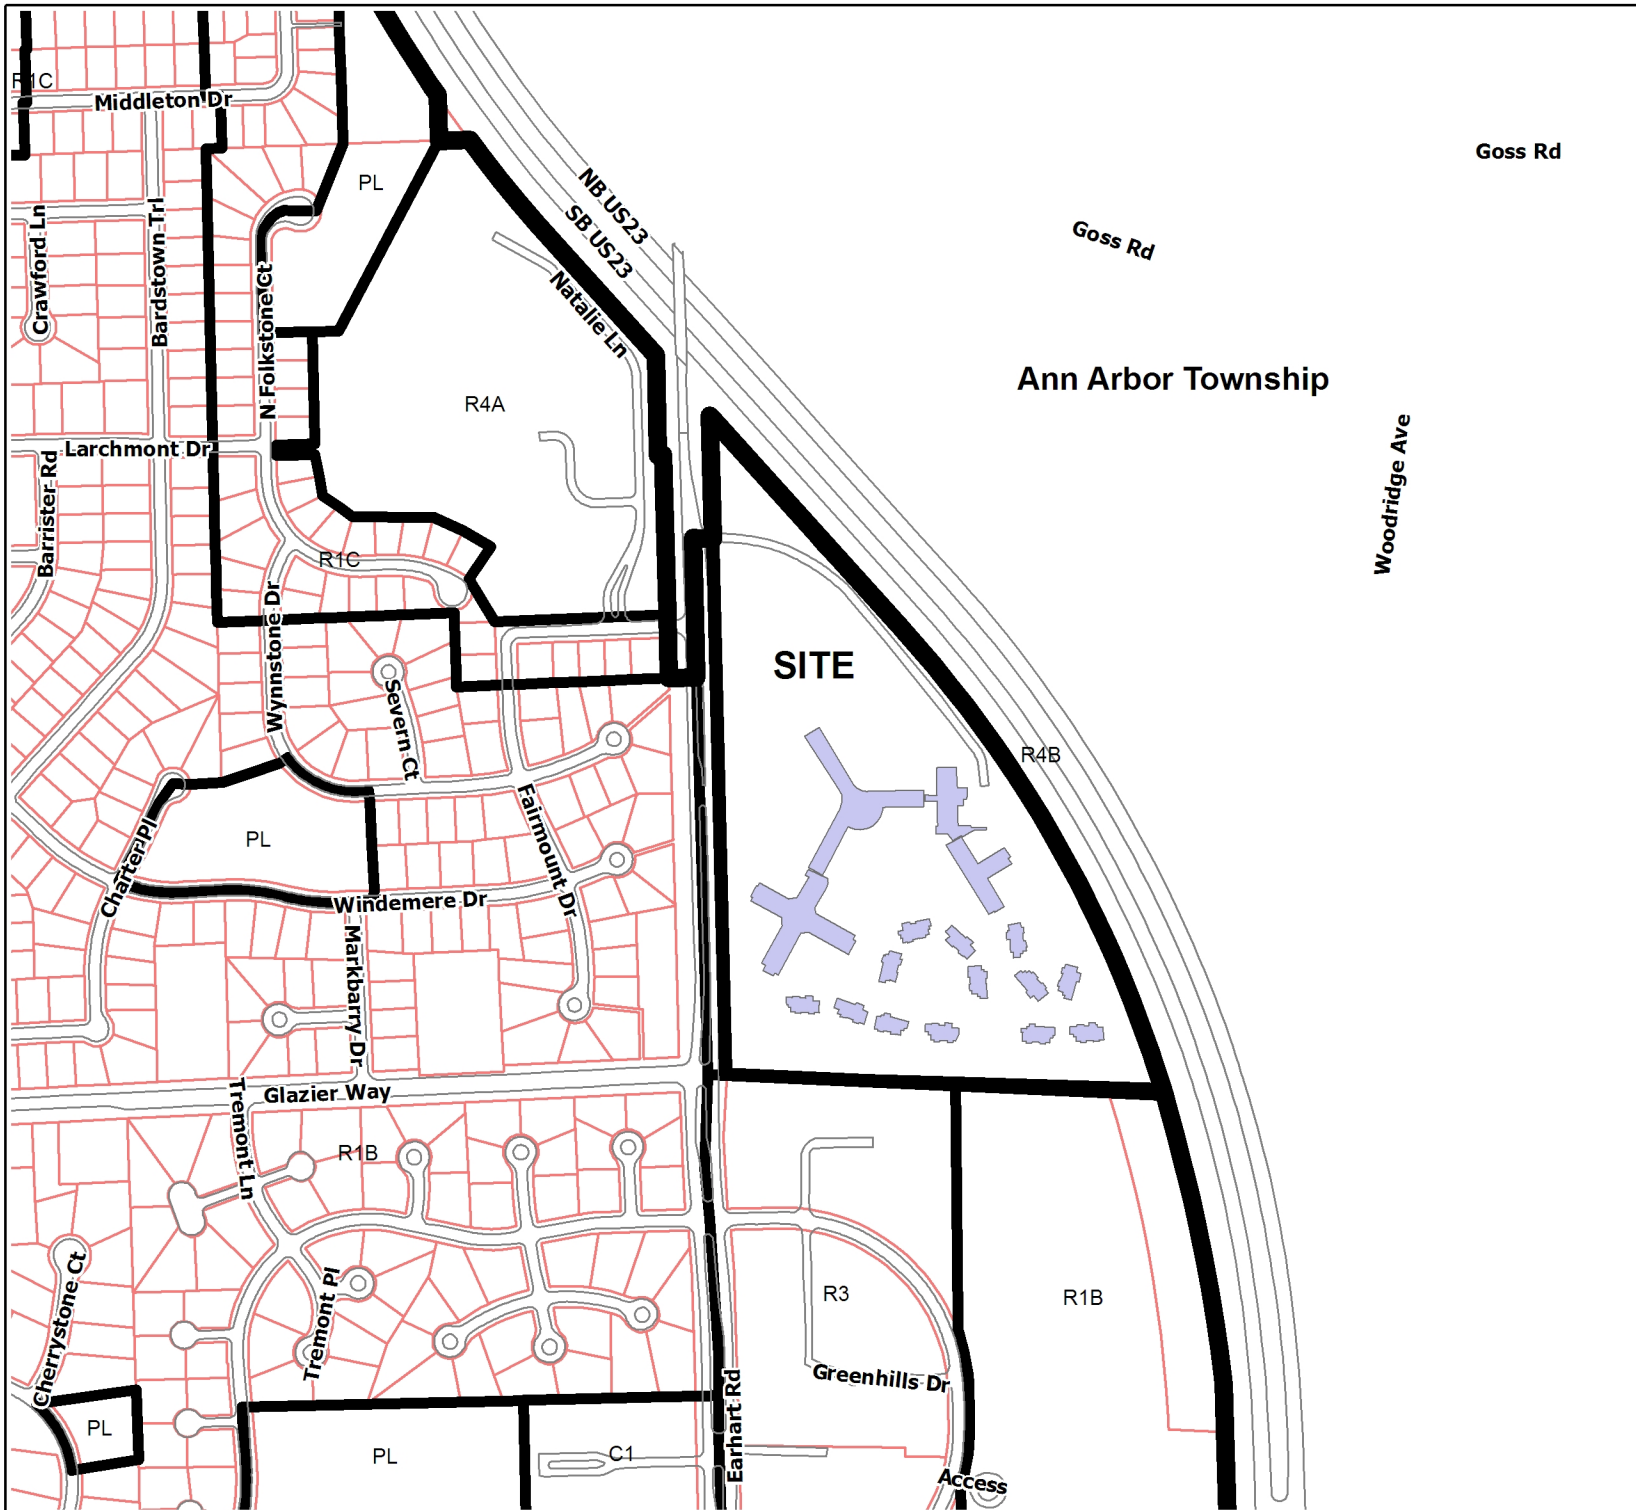 R1C
Middleton Dr
Goss Rd
PL
NB US23
SB US23
Goss Rd
Crawford Ln
Bardstown Trl
N Folkstone Ct
Natalie Ln
Ann Arbor Township
R4A
Woodridge Ave
Larchmont Dr
Barrister Rd
R1C
Wynnstone Dr
SITE
Severn Ct
R4B
PL
Charter Pl
Fairmount Dr
Windemere Dr
Markbarry Dr
Glazier Way
Tremont Ln
R1B
Cherrystone Ct
Tremont Pl
R3
R1B
Greenhills Dr
Earhart Rd
PL
PL
C1
Access